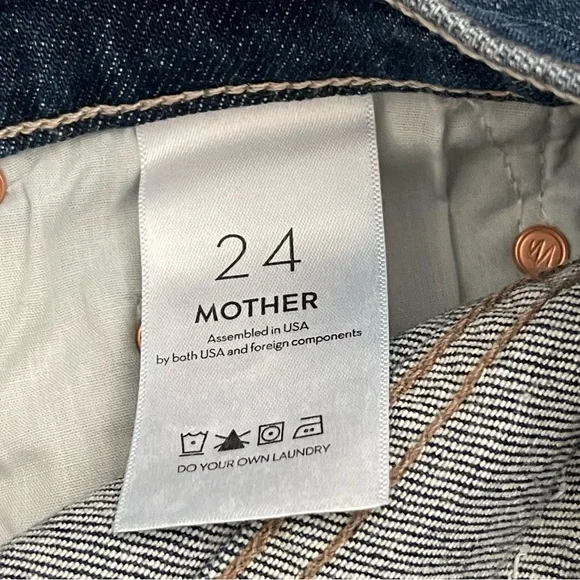 24
MOTHER
Assembled in USA
by both USA and foreign components
DO YOUR OWN LAUNDRY